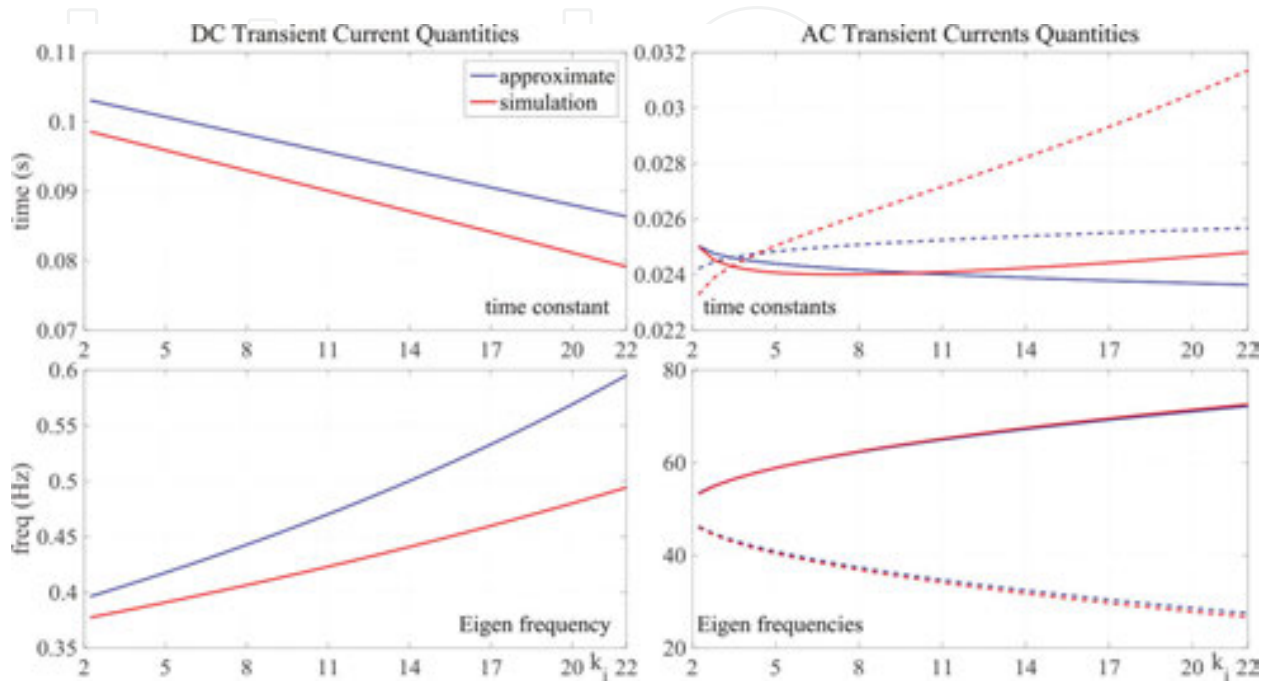 DC Transient Current Quantities
AC Transient Currents Quantities
0.11
0.1
0.09
0.08
0.07
time (s)
approximate
simulation
time constant
2 5 8 11 14 17 20 22
0.032
0.03
0.028
0.026
0.024
0.022
time constants
2 5 8 11 14 17 20 22
0.6
0.55
0.5
0.45
0.4
0.35
freq (Hz)
Eigen frequency
2 5 8 11 14 17 20 k_i 22
80
60
40
20
Eigen frequencies
2 5 8 11 14 17 20 k_i 22